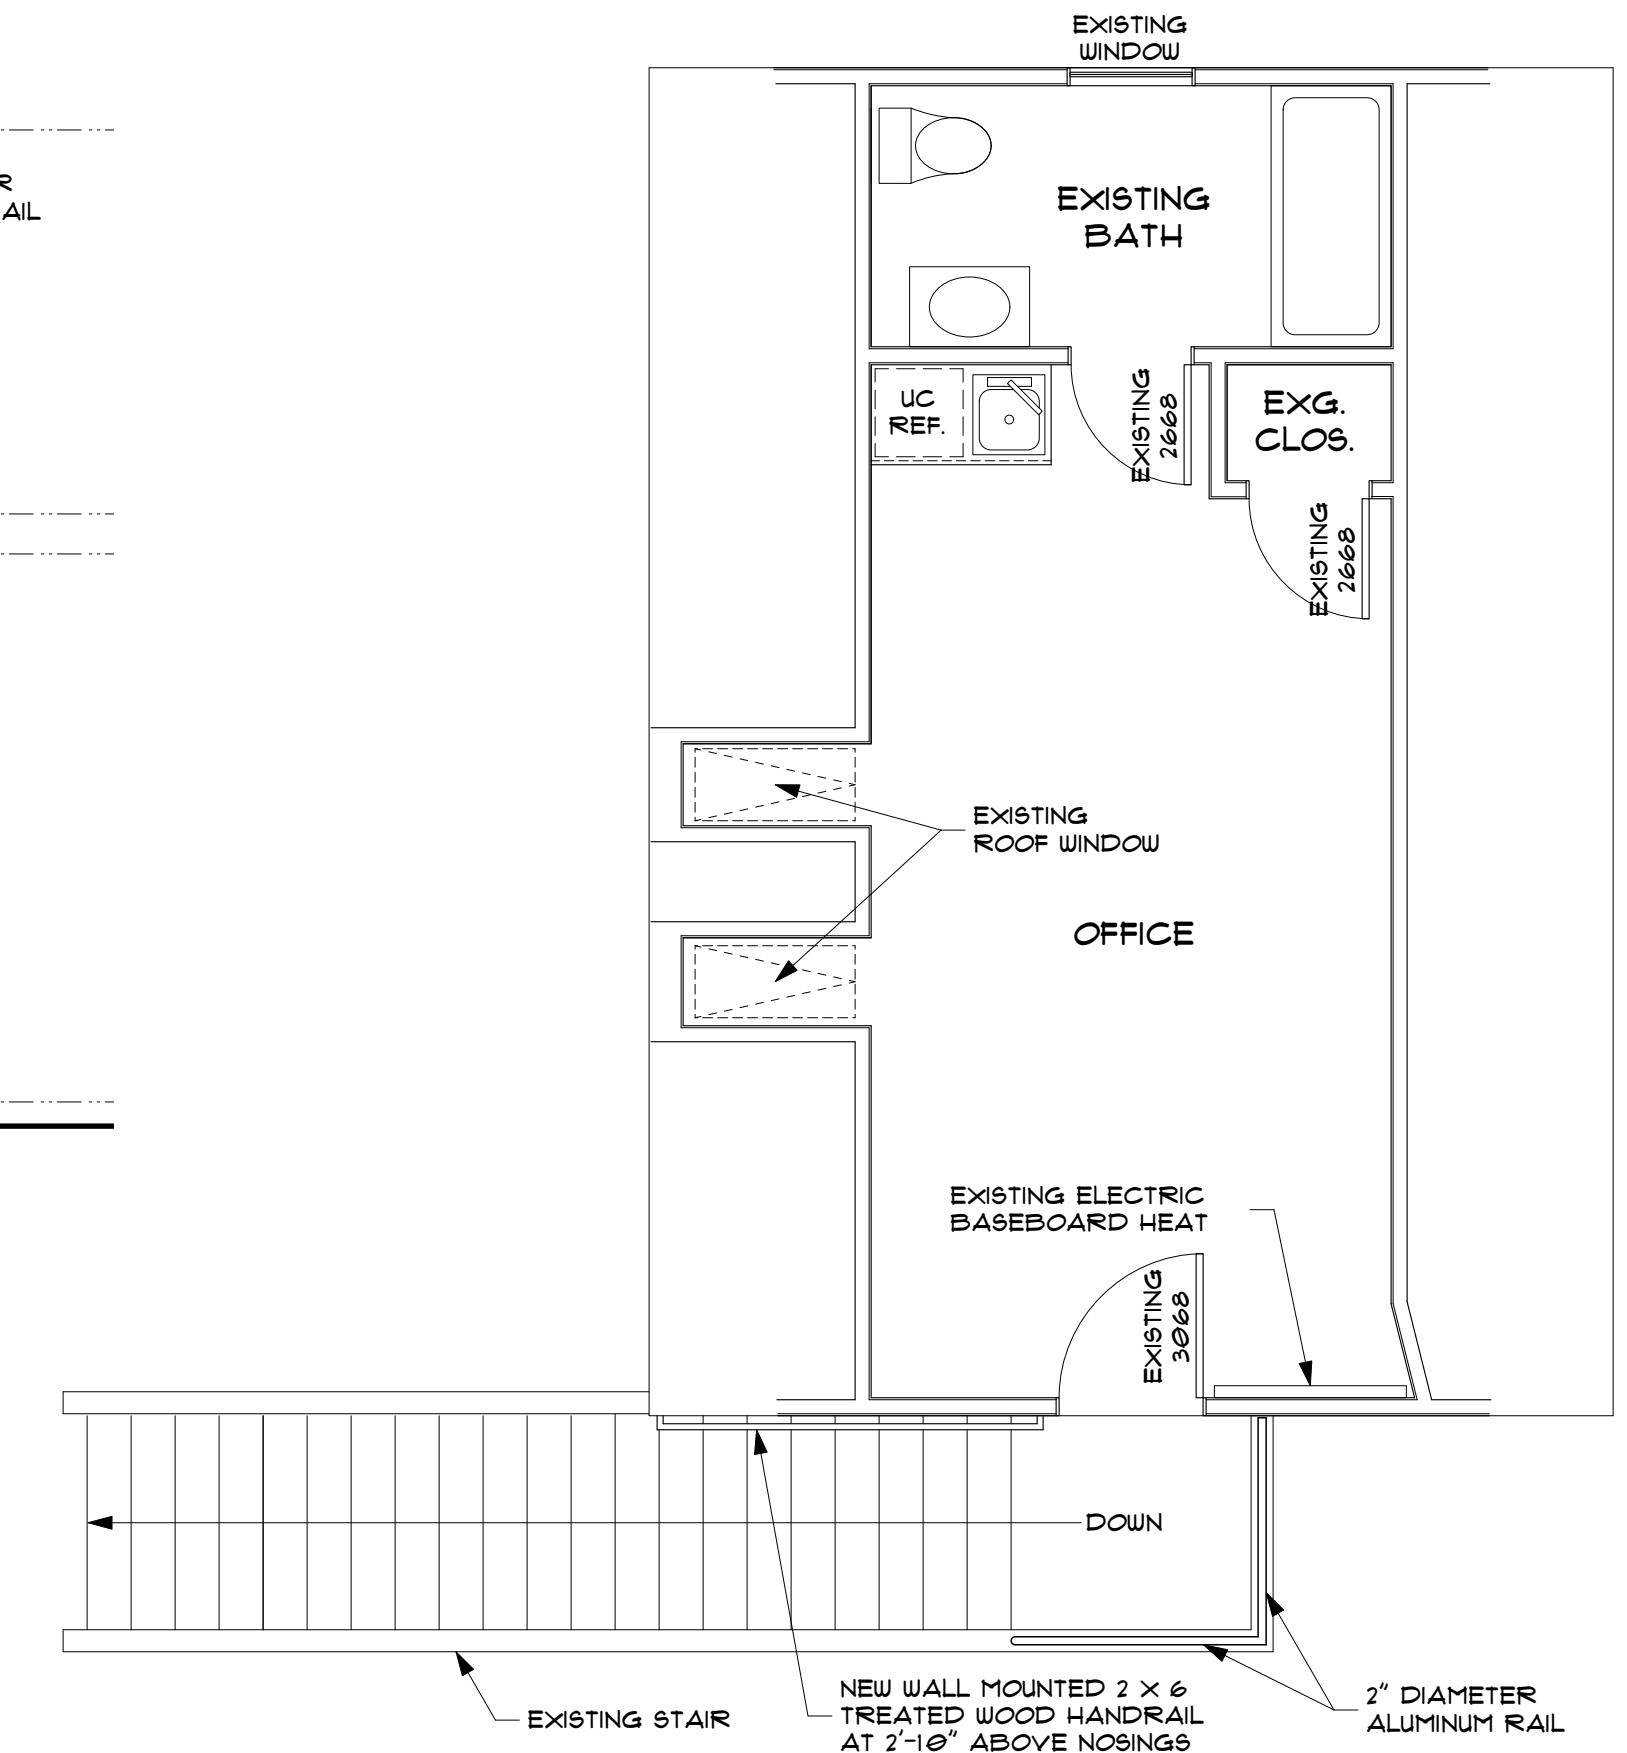 EXISTING
WINDOW
R
AIL
EXISTING
BATH
UC
REF.
EXISTING
2668
EXG.
CLOS.
EXISTING
2668
EXISTING
ROOF WINDOW
OFFICE
EXISTING ELECTRIC
BASEBOARD HEAT
EXISTING
3068
DOWN
EXISTING STAIR
NEW WALL MOUNTED 2 X 6
TREATED WOOD HANDRAIL
AT 2'-10" ABOVE NOSINGS
2" DIAMETER
ALUMINUM RAIL